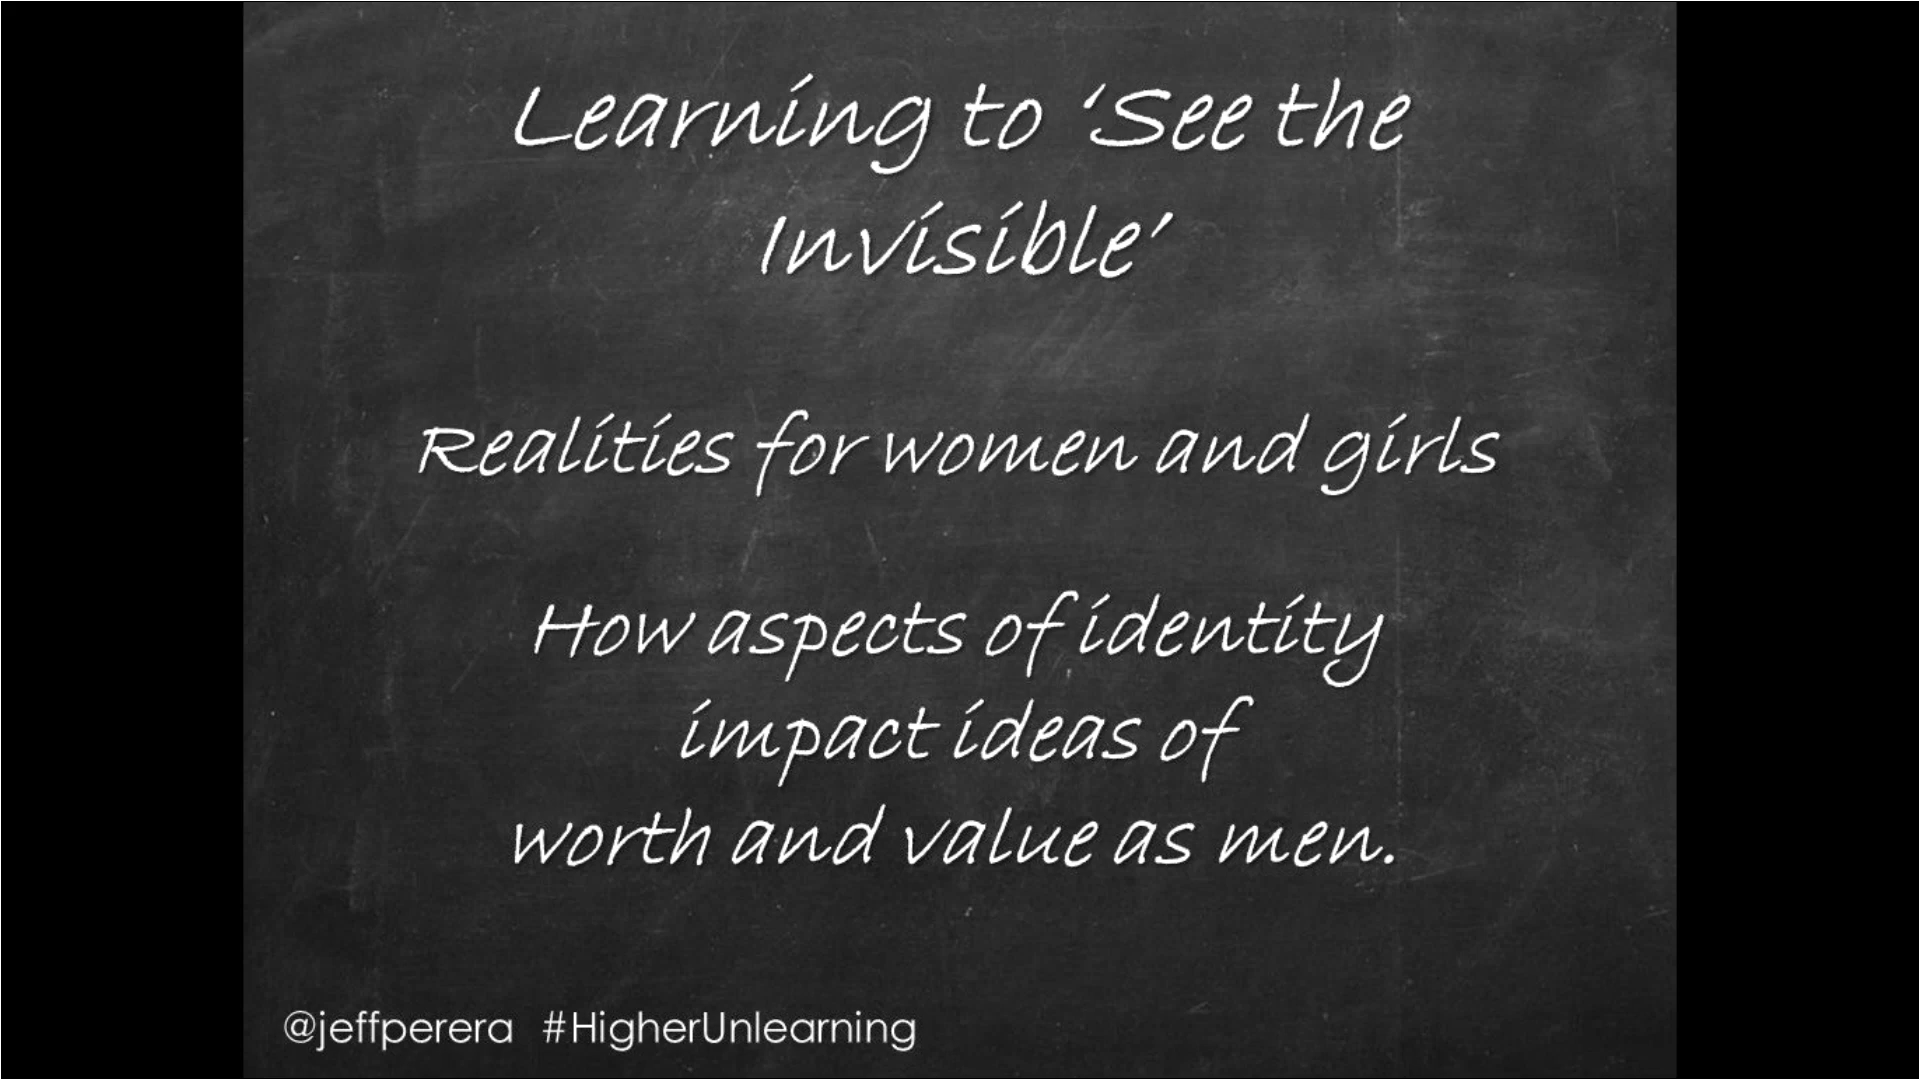 Learning to ‘See the
Invisible’
Realities for women and girls
How aspects of identity
impact ideas of
worth and value as men.
@jeffperera #HigherUnlearning